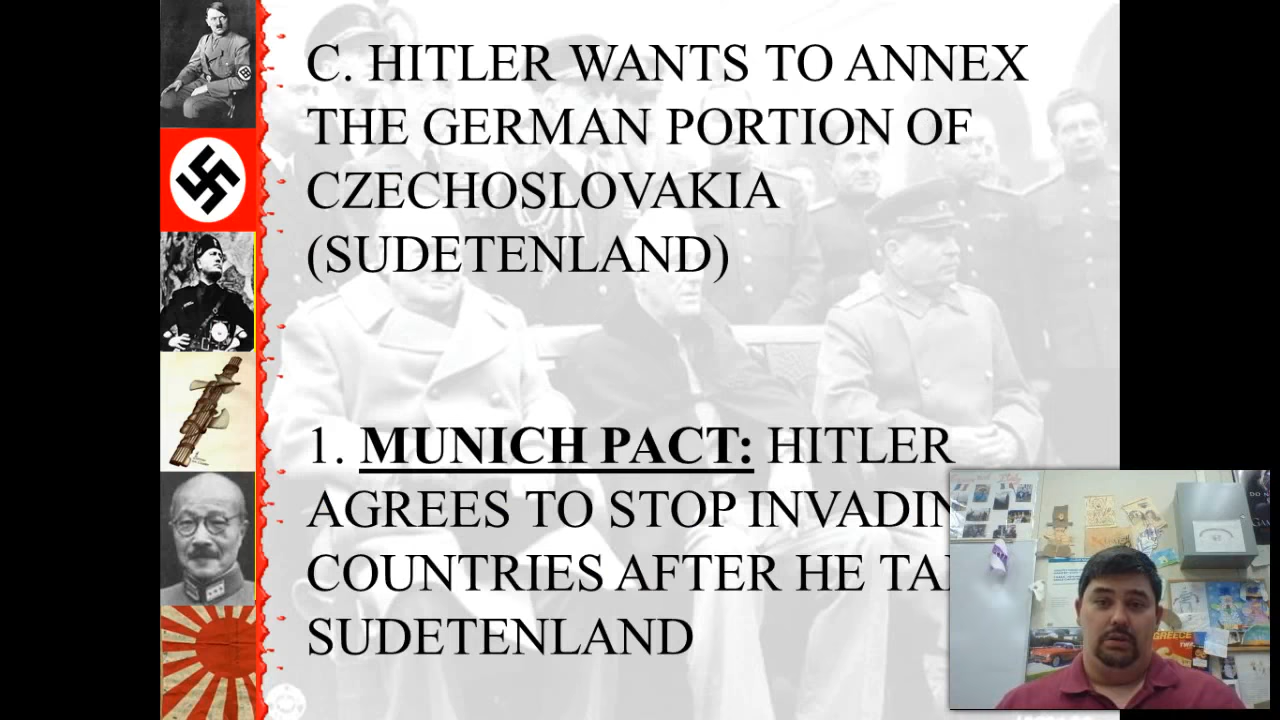 C. HITLER WANTS TO ANNEX
THE GERMAN PORTION OF
CZECHOSLOVAKIA
(SUDETENLAND)
1. MUNICH PACT: HITLER
AGREES TO STOP
COUNTRIES AFTER HE
SUDETENLAND
GREECE